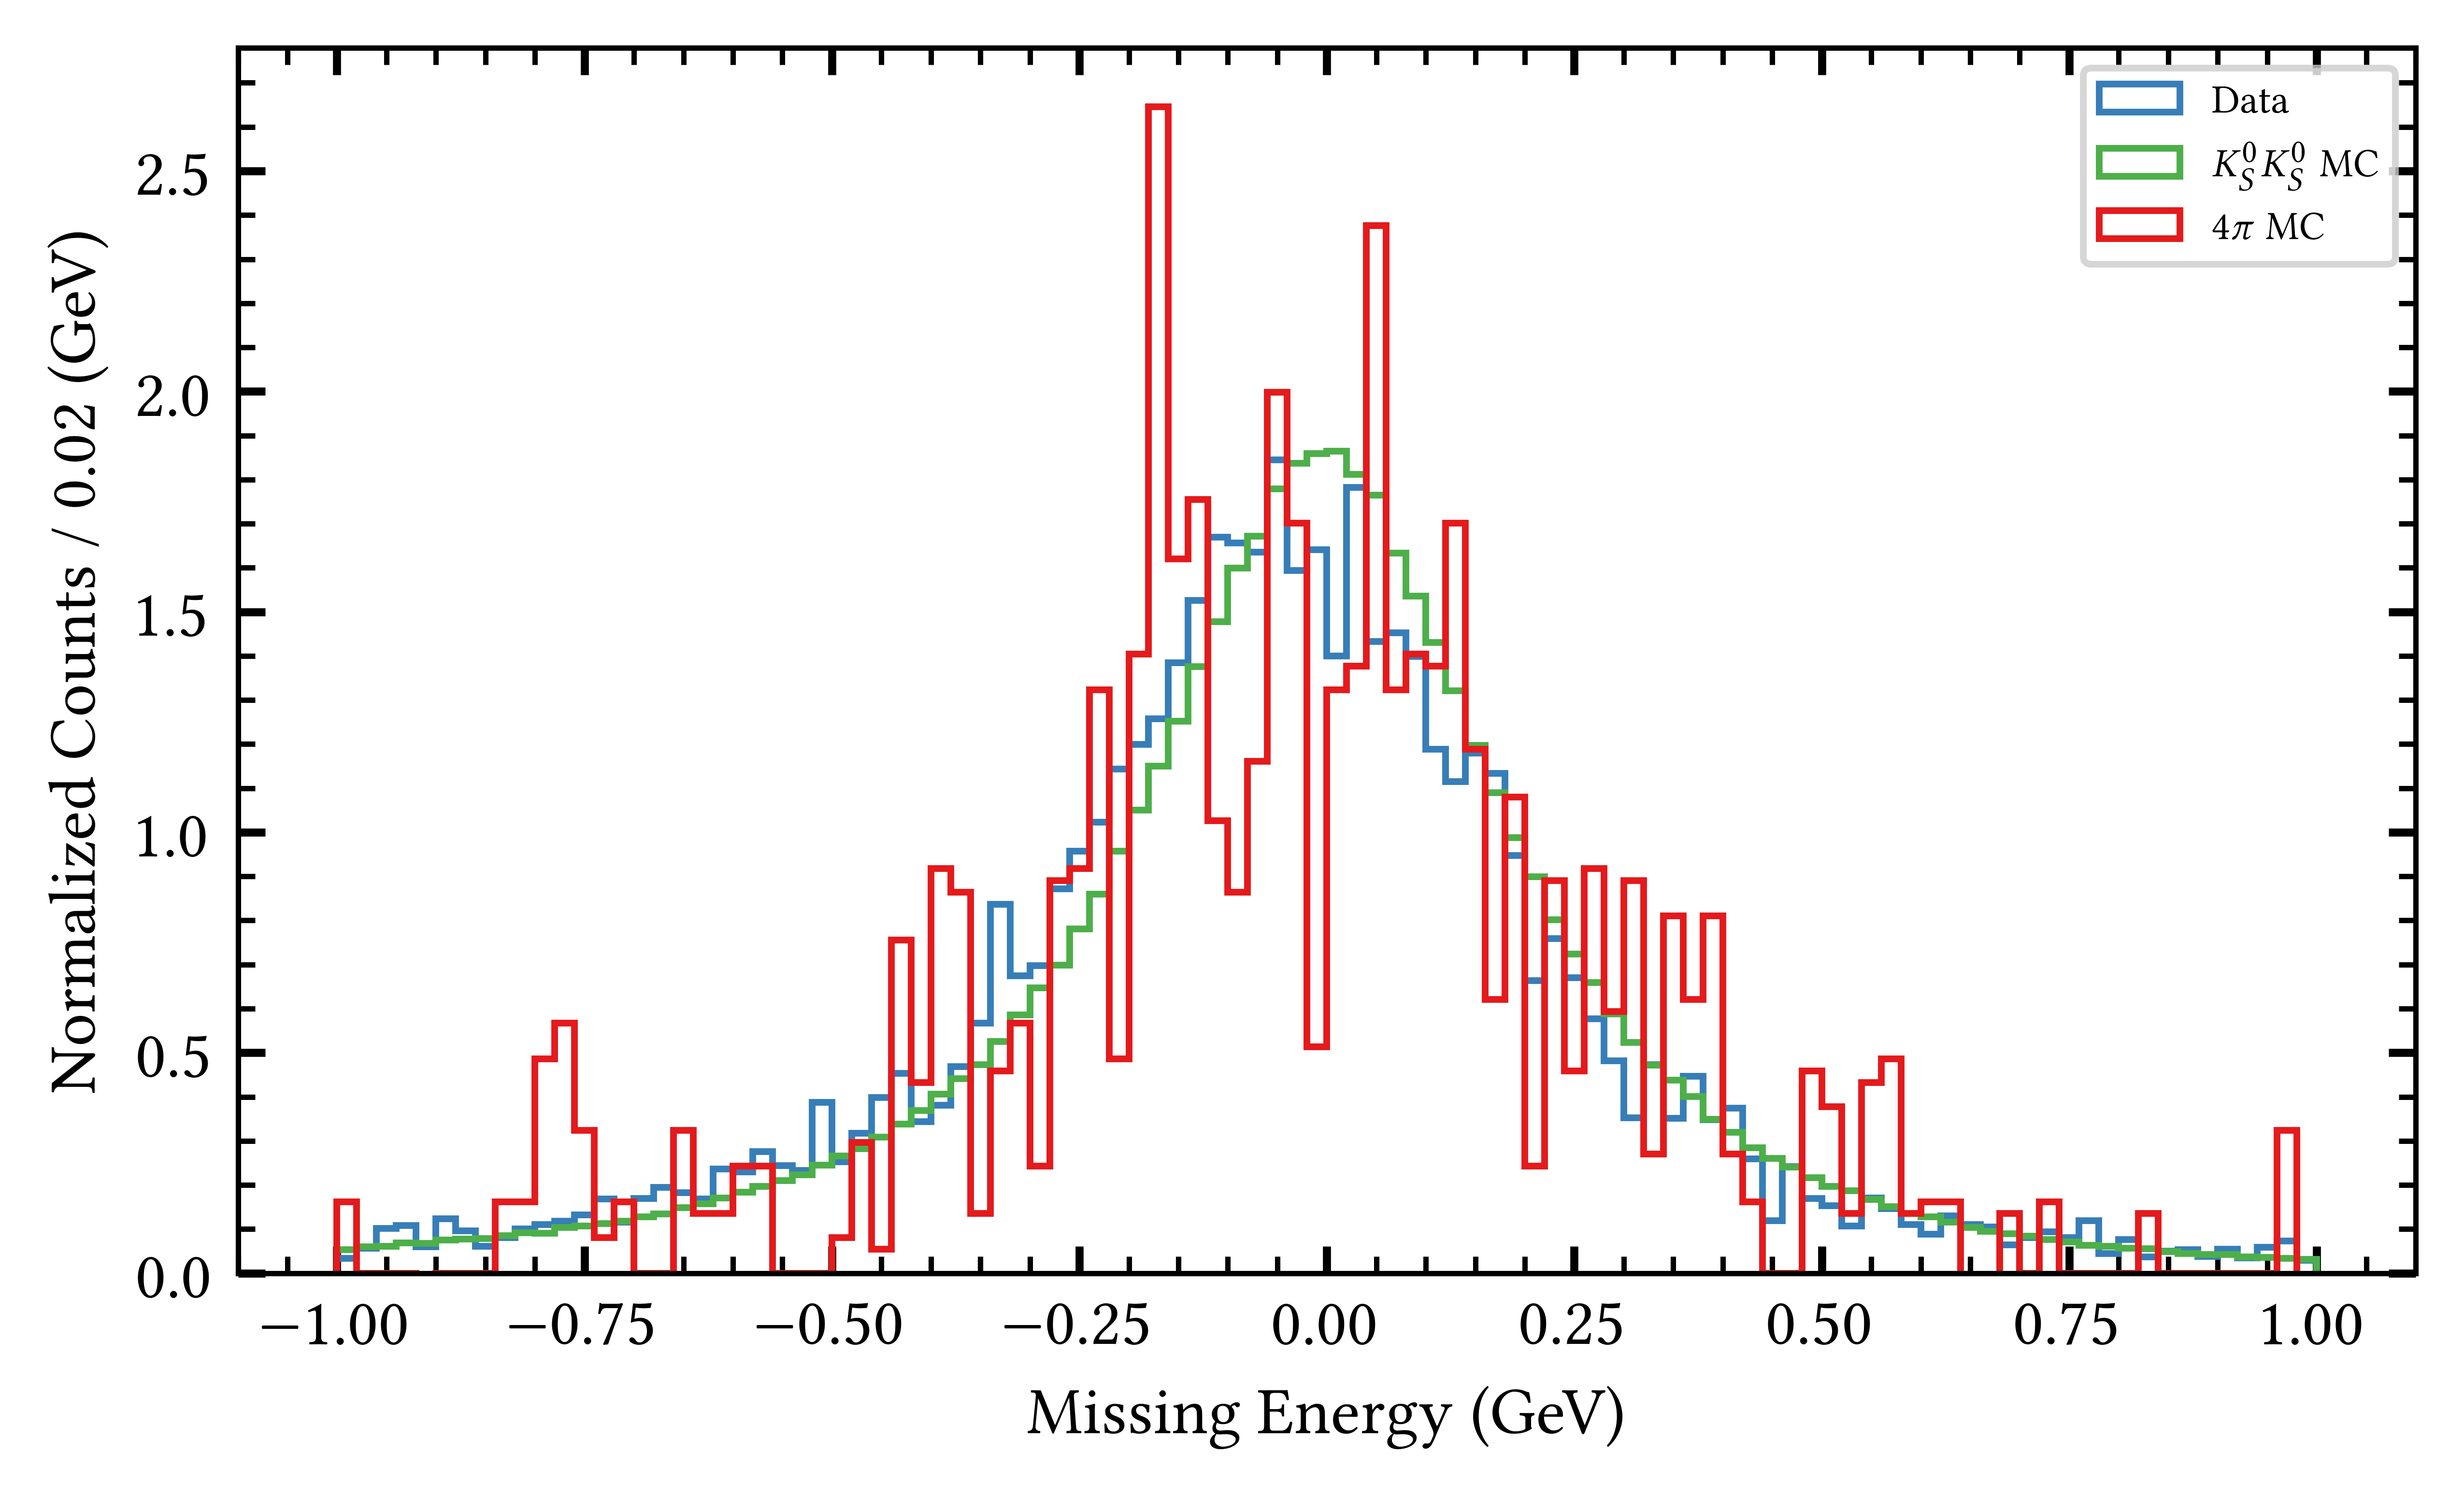 Normalized Counts / 0.02 (GeV)
2.5
2.0
1.5
1.0
0.5
0.0
Data
K_S^0 K_S^0 MC
4π MC
−1.00 −0.75 −0.50 −0.25 0.00 0.25 0.50 0.75 1.00
Missing Energy (GeV)